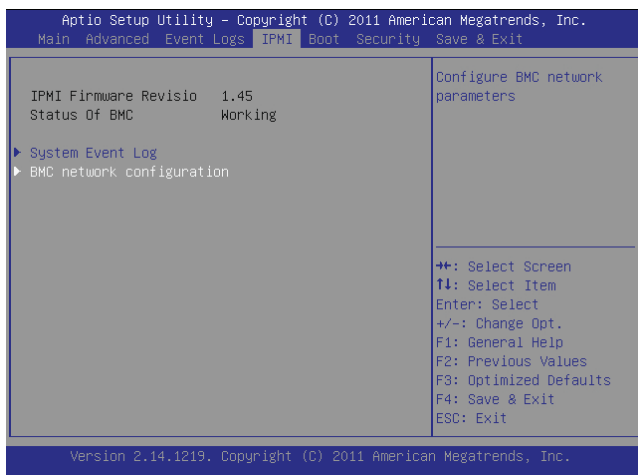 Aptio Setup Utility – Copyright (C) 2011 American Megatrends, Inc.
Main Advanced Event Logs IPMI Boot Security Save & Exit
IPMI Firmware Revisio 1.45
Status Of BMC Working
System Event Log
BMC network configuration
Configure BMC network
parameters
→←: Select Screen
↑↓: Select Item
Enter: Select
+/-: Change Opt.
F1: General Help
F2: Previous Values
F3: Optimized Defaults
F4: Save & Exit
ESC: Exit
Version 2.14.1219. Copyright (C) 2011 American Megatrends, Inc.